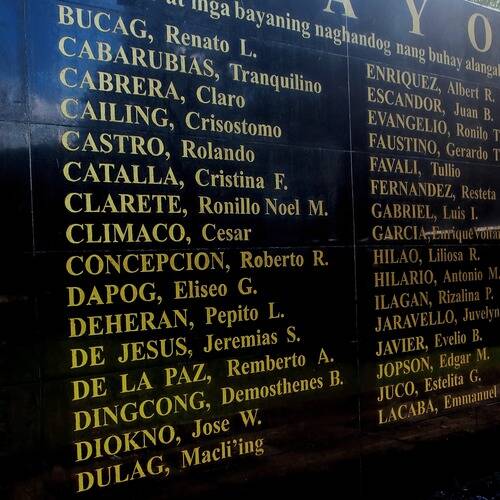 A Y O
at mga bayaning naghandog nang buhay alangal
BUCAG, Renato L.
CABARUBIAS, Tranquilino
CABRERA, Claro
CAILING, Crisostomo
CASTRO, Rolando
CATALLA, Cristina F.
CLARETE, Ronillo Noel M.
CLIMACO, Cesar
CONCEPCION, Roberto R.
DAPOG, Eliseo G.
DEHERAN, Pepito L.
DE JESUS, Jeremias S.
DE LA PAZ, Remberto A.
DINGCONG, Demosthenes B.
DIOKNO, Jose W.
DULAG, Macli'ing
ENRIQUEZ, Albert R.
ESCANDOR, Juan B.
EVANGELIO, Ronilo
FAUSTINO, Gerardo T
FAVALI, Tullio
FERNANDEZ, Resteta
GABRIEL, Luis I.
GARCIA, Enrique
HILAO, Liliosa R.
HILARIO, Antonio M.
ILAGAN, Rizalina P.
JARAVELLO, Juvelyn
JAVIER, Evelio B.
JOPSON, Edgar M.
JUCO, Estelita G.
LACABA, Emmanuel